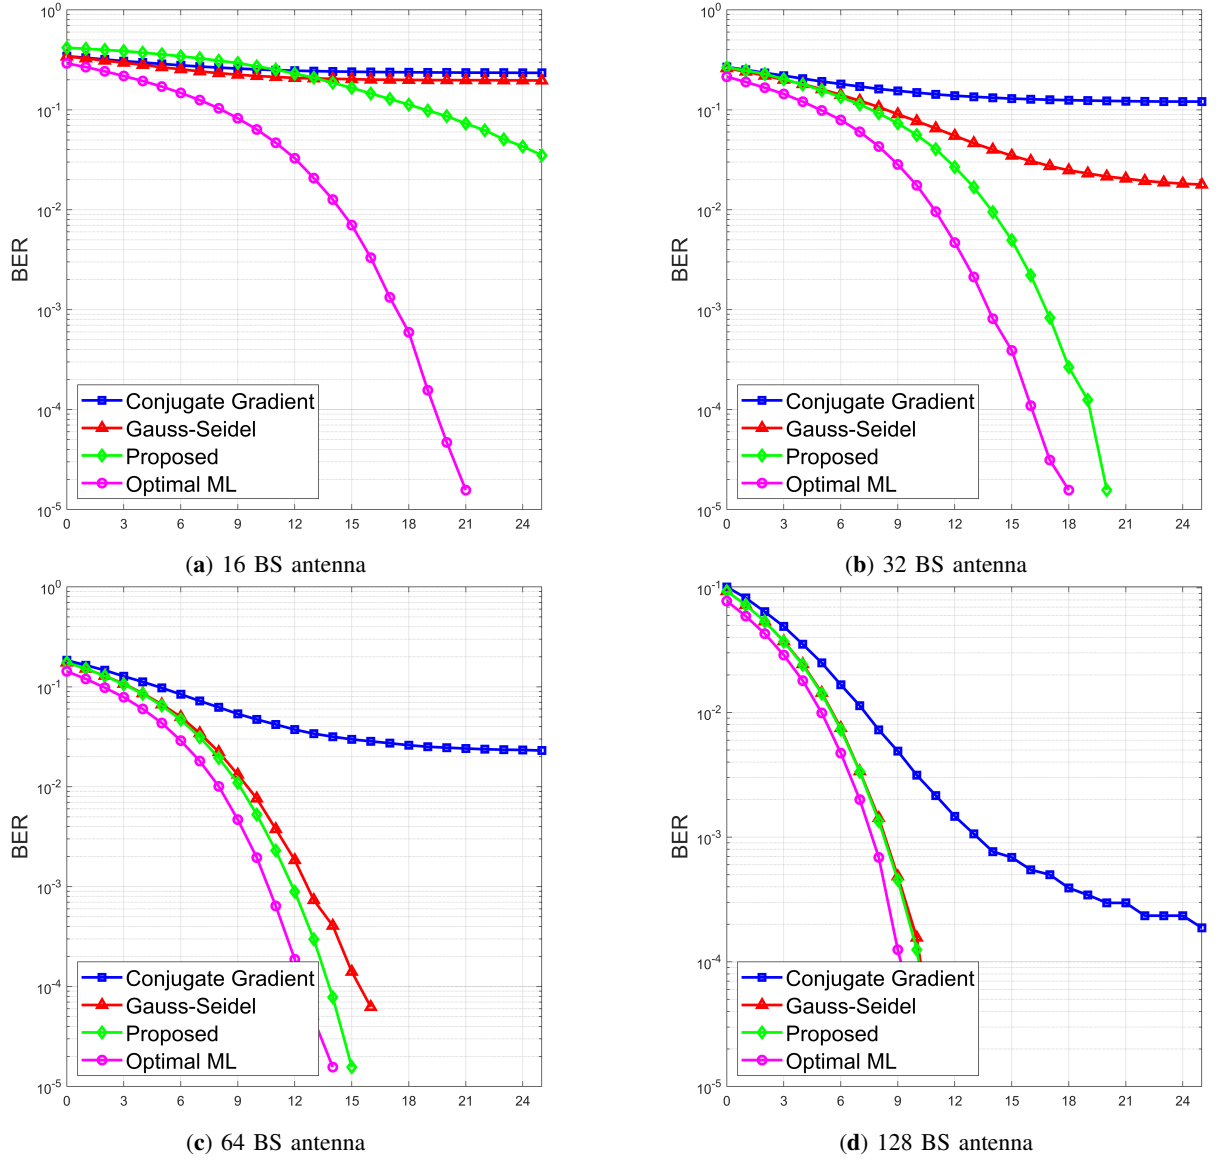 10^0
10^-1
10^-2
10^-3
10^-4
10^-5
BER
0 3 6 9 12 15 18 21 24
Conjugate Gradient
Gauss-Seidel
Proposed
Optimal ML
(a) 16 BS antenna
10^0
10^-1
10^-2
10^-3
10^-4
10^-5
BER
0 3 6 9 12 15 18 21 24
Conjugate Gradient
Gauss-Seidel
Proposed
Optimal ML
(b) 32 BS antenna
10^0
10^-1
10^-2
10^-3
10^-4
10^-5
BER
0 3 6 9 12 15 18 21 24
Conjugate Gradient
Gauss-Seidel
Proposed
Optimal ML
(c) 64 BS antenna
10^-1
10^-2
10^-3
10^-4
10^-5
BER
0 3 6 9 12 15 18 21 24
Conjugate Gradient
Gauss-Seidel
Proposed
Optimal ML
(d) 128 BS antenna